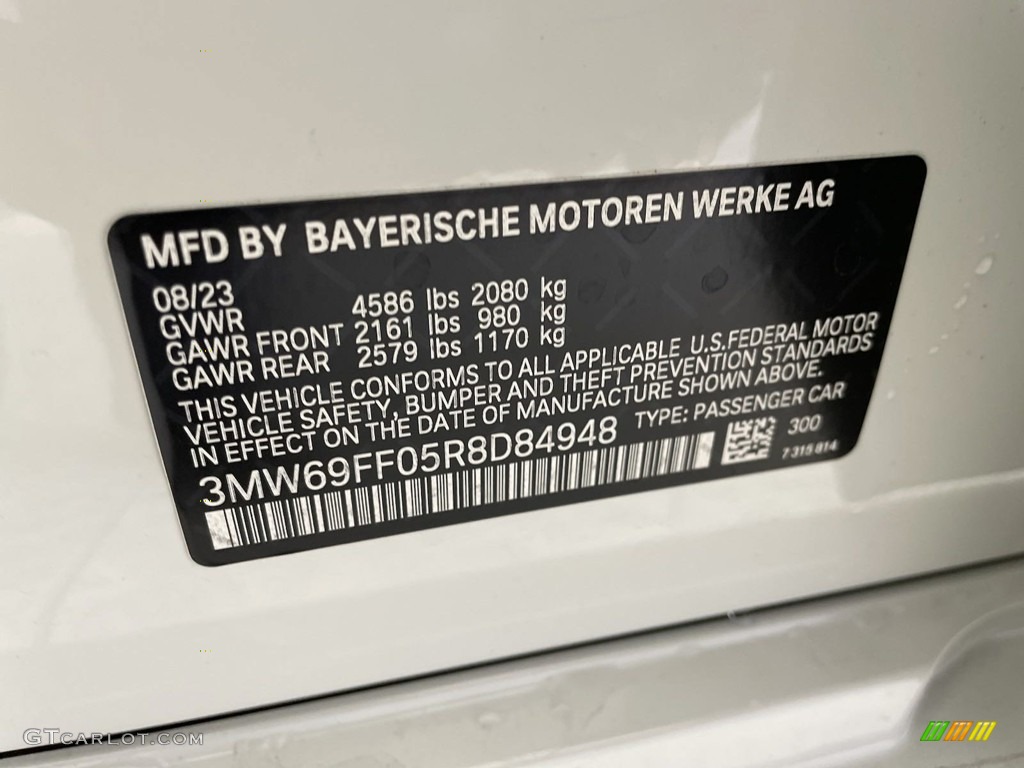 MFD BY BAYERISCHE MOTOREN WERKE AG
08/23
GVWR 4586 lbs 2080 kg
GAWR FRONT 2161 lbs 980 kg
GAWR REAR 2579 lbs 1170 kg
THIS VEHICLE CONFORMS TO ALL APPLICABLE U.S.FEDERAL MOTOR
VEHICLE SAFETY, BUMPER AND THEFT PREVENTION STANDARDS
IN EFFECT ON THE DATE OF MANUFACTURE SHOWN ABOVE.
3MW69FF05R8D84948 TYPE: PASSENGER CAR
300
7 315 814
GTCARLOT.COM